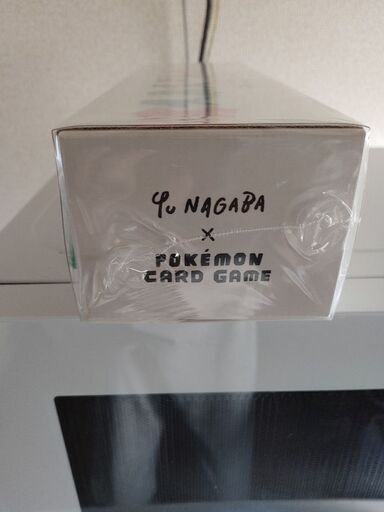 Yu NAGABA
×
POKÉMON
CARD GAME